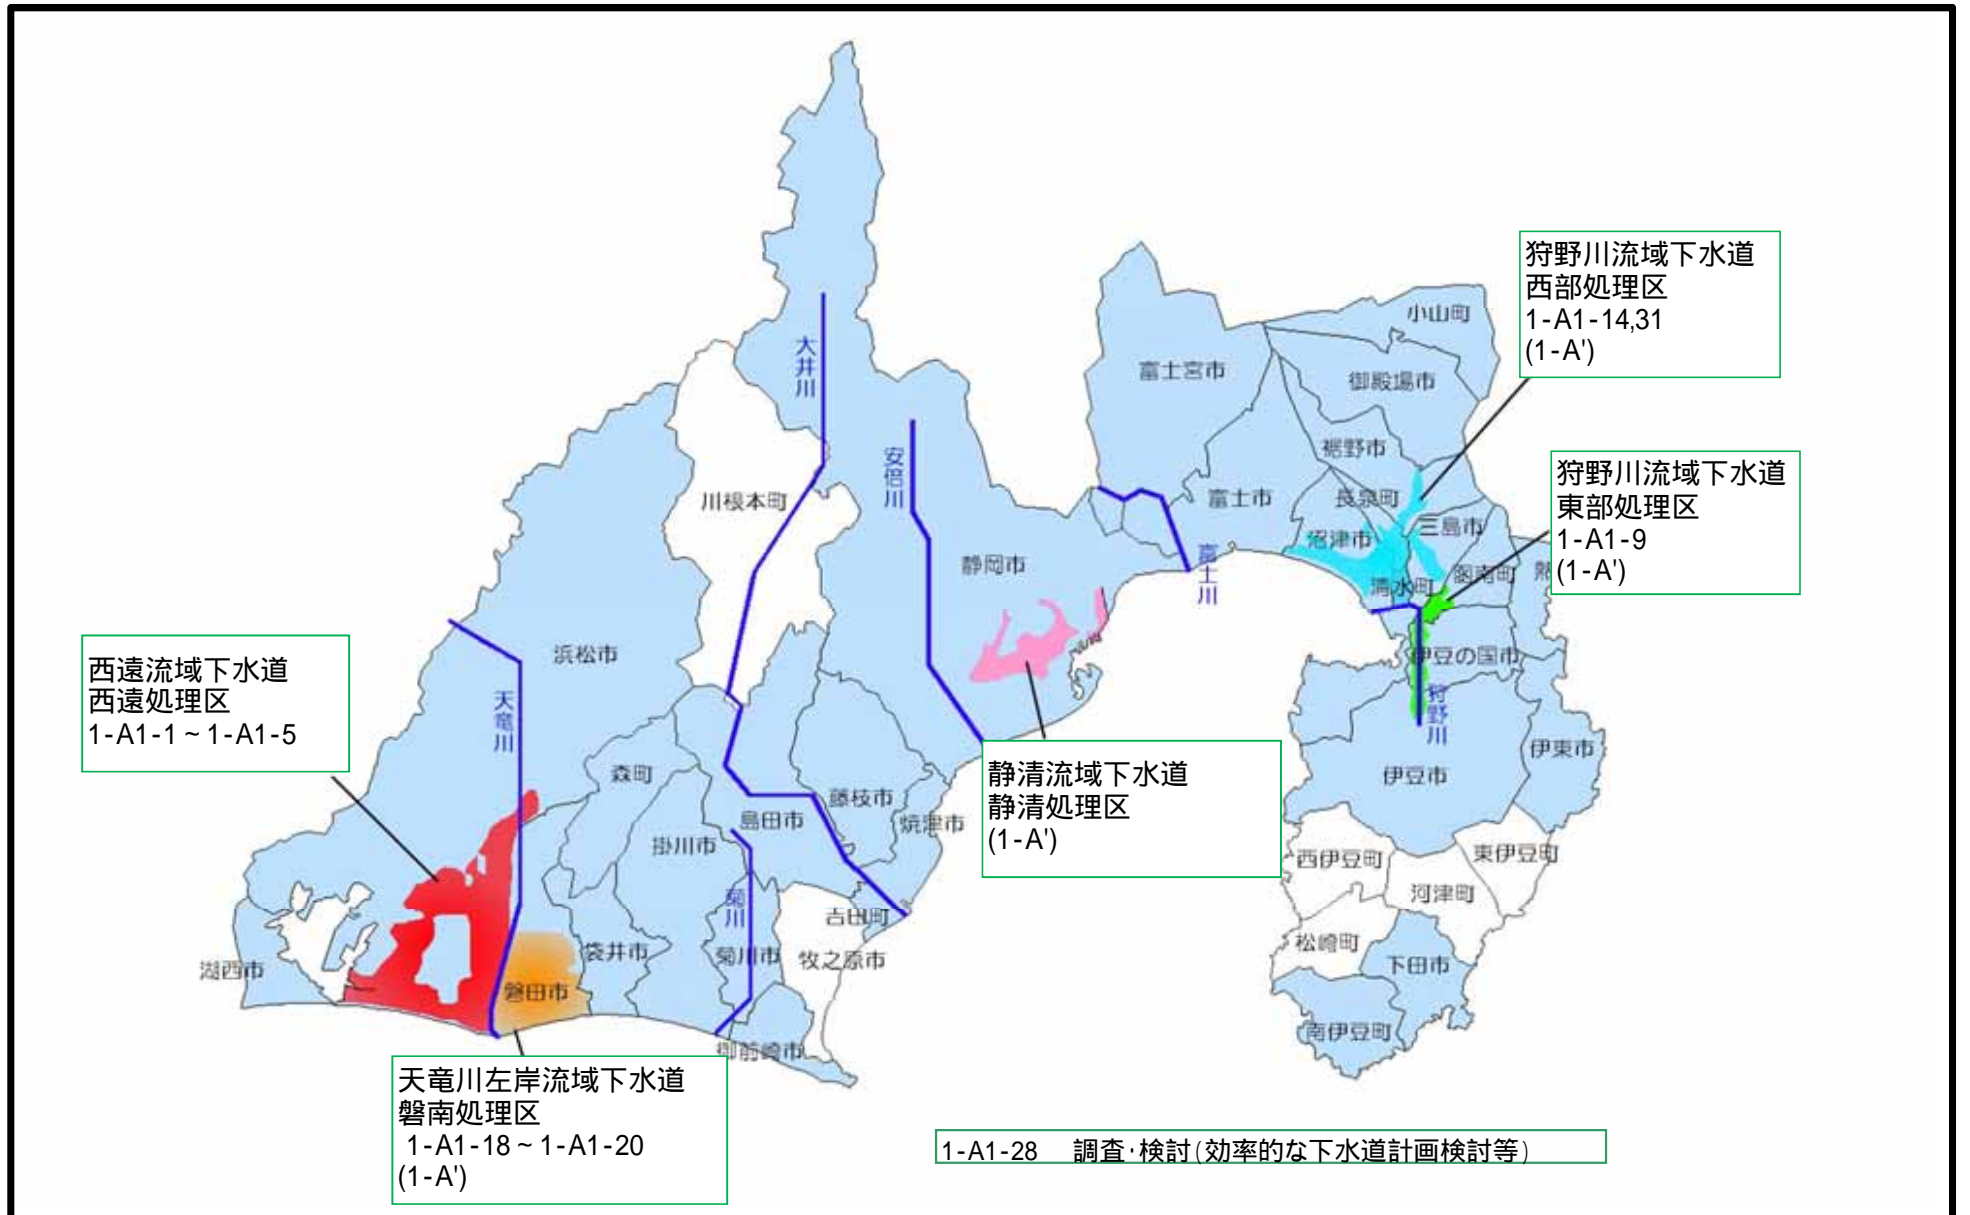 狩野川流域下水道
西部処理区
1-A1-14,31
(1-A')
小山町
大井川
富士宮市
御殿場市
裾野市
狩野川流域下水道
東部処理区
1-A1-9
(1-A')
安倍川
川根本町
富士市
長泉町
三島市
沼津市
静岡市
富士川
函南町
清水町
熱
西遠流域下水道
西遠処理区
1-A1-1～1-A1-5
浜松市
伊豆の国市
天竜川
狩野川
伊東市
森町
伊豆市
静清流域下水道
静清処理区
(1-A')
藤枝市
島田市
焼津市
掛川市
西伊豆町
東伊豆町
河津町
菊川
吉田町
袋井市
菊川市
牧之原市
松崎町
下田市
湖西市
磐田市
南伊豆町
御前崎市
天竜川左岸流域下水道
磐南処理区
1-A1-18～1-A1-20
(1-A')
1-A1-28　調査･検討(効率的な下水道計画検討等)